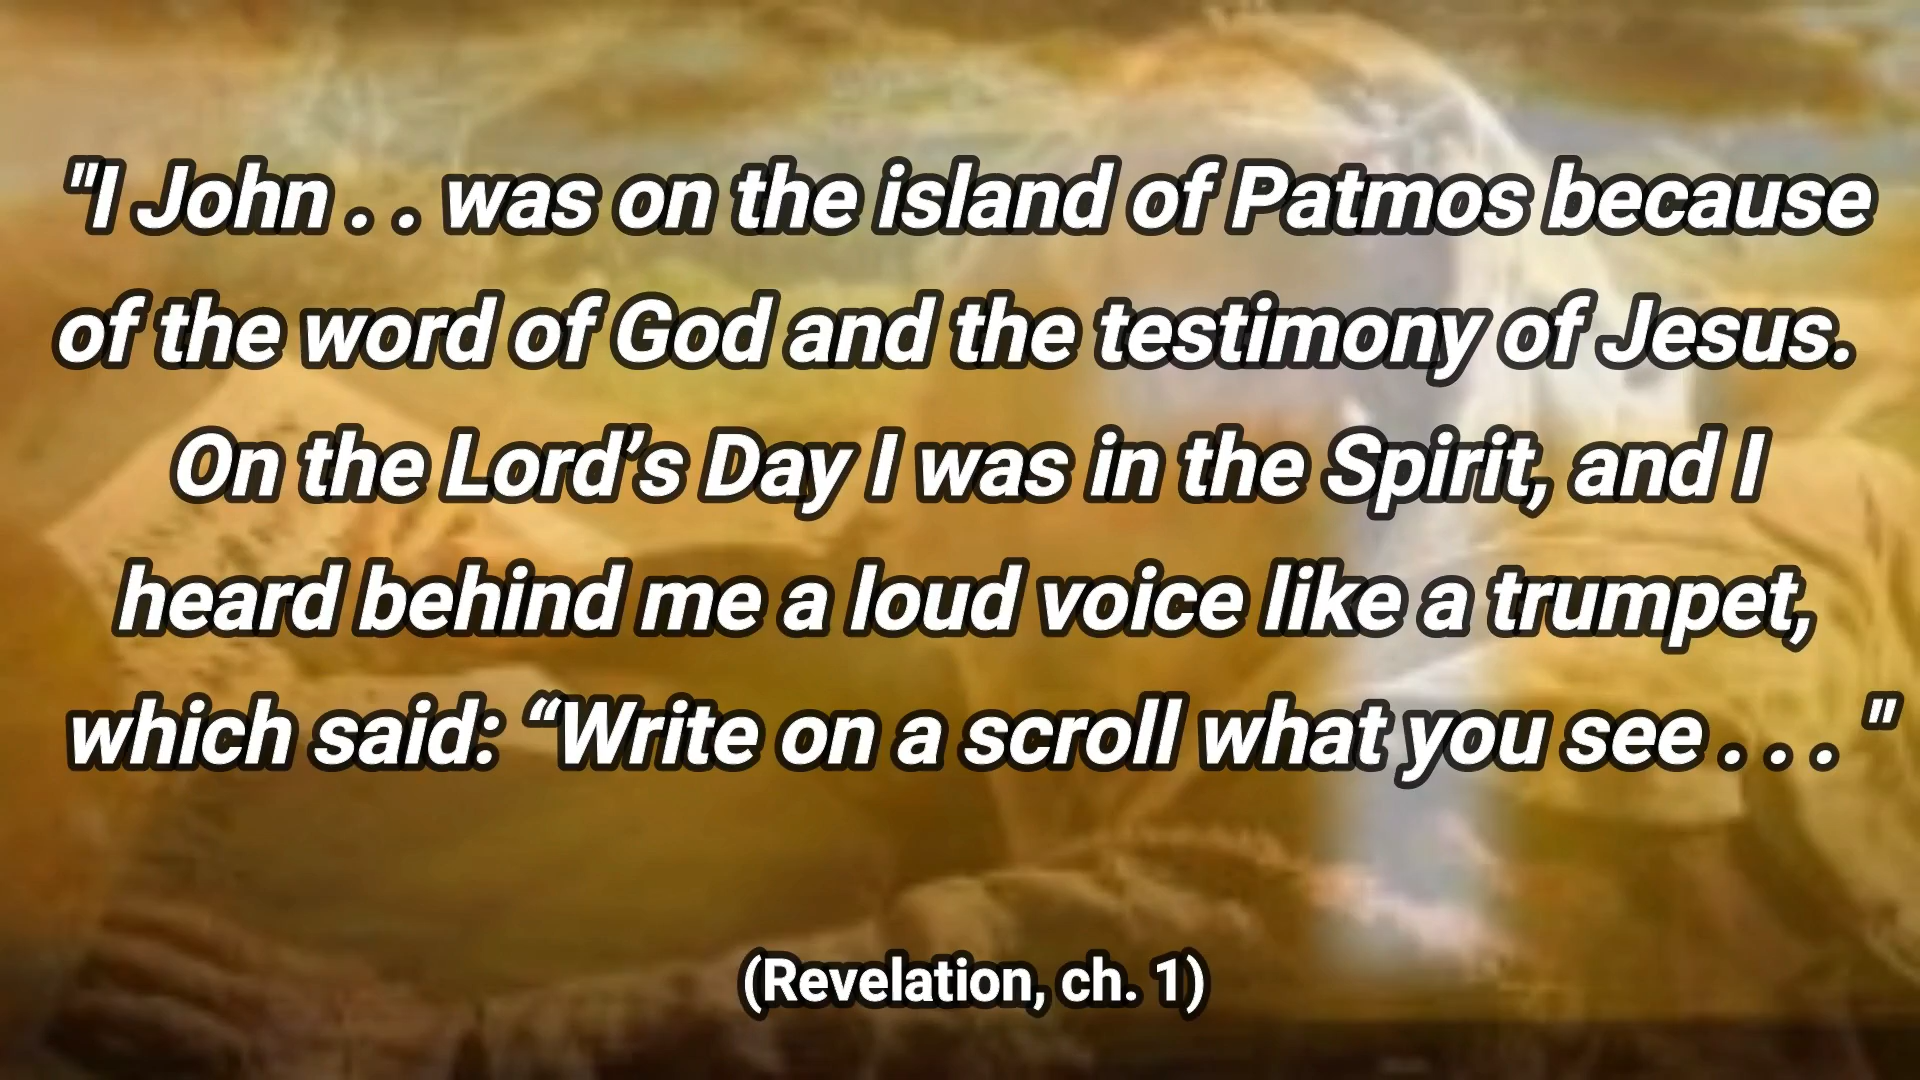 "I John . . was on the island of Patmos because
of the word of God and the testimony of Jesus.
On the Lord’s Day I was in the Spirit, and I
heard behind me a loud voice like a trumpet,
which said: “Write on a scroll what you see . . . "
(Revelation, ch. 1)